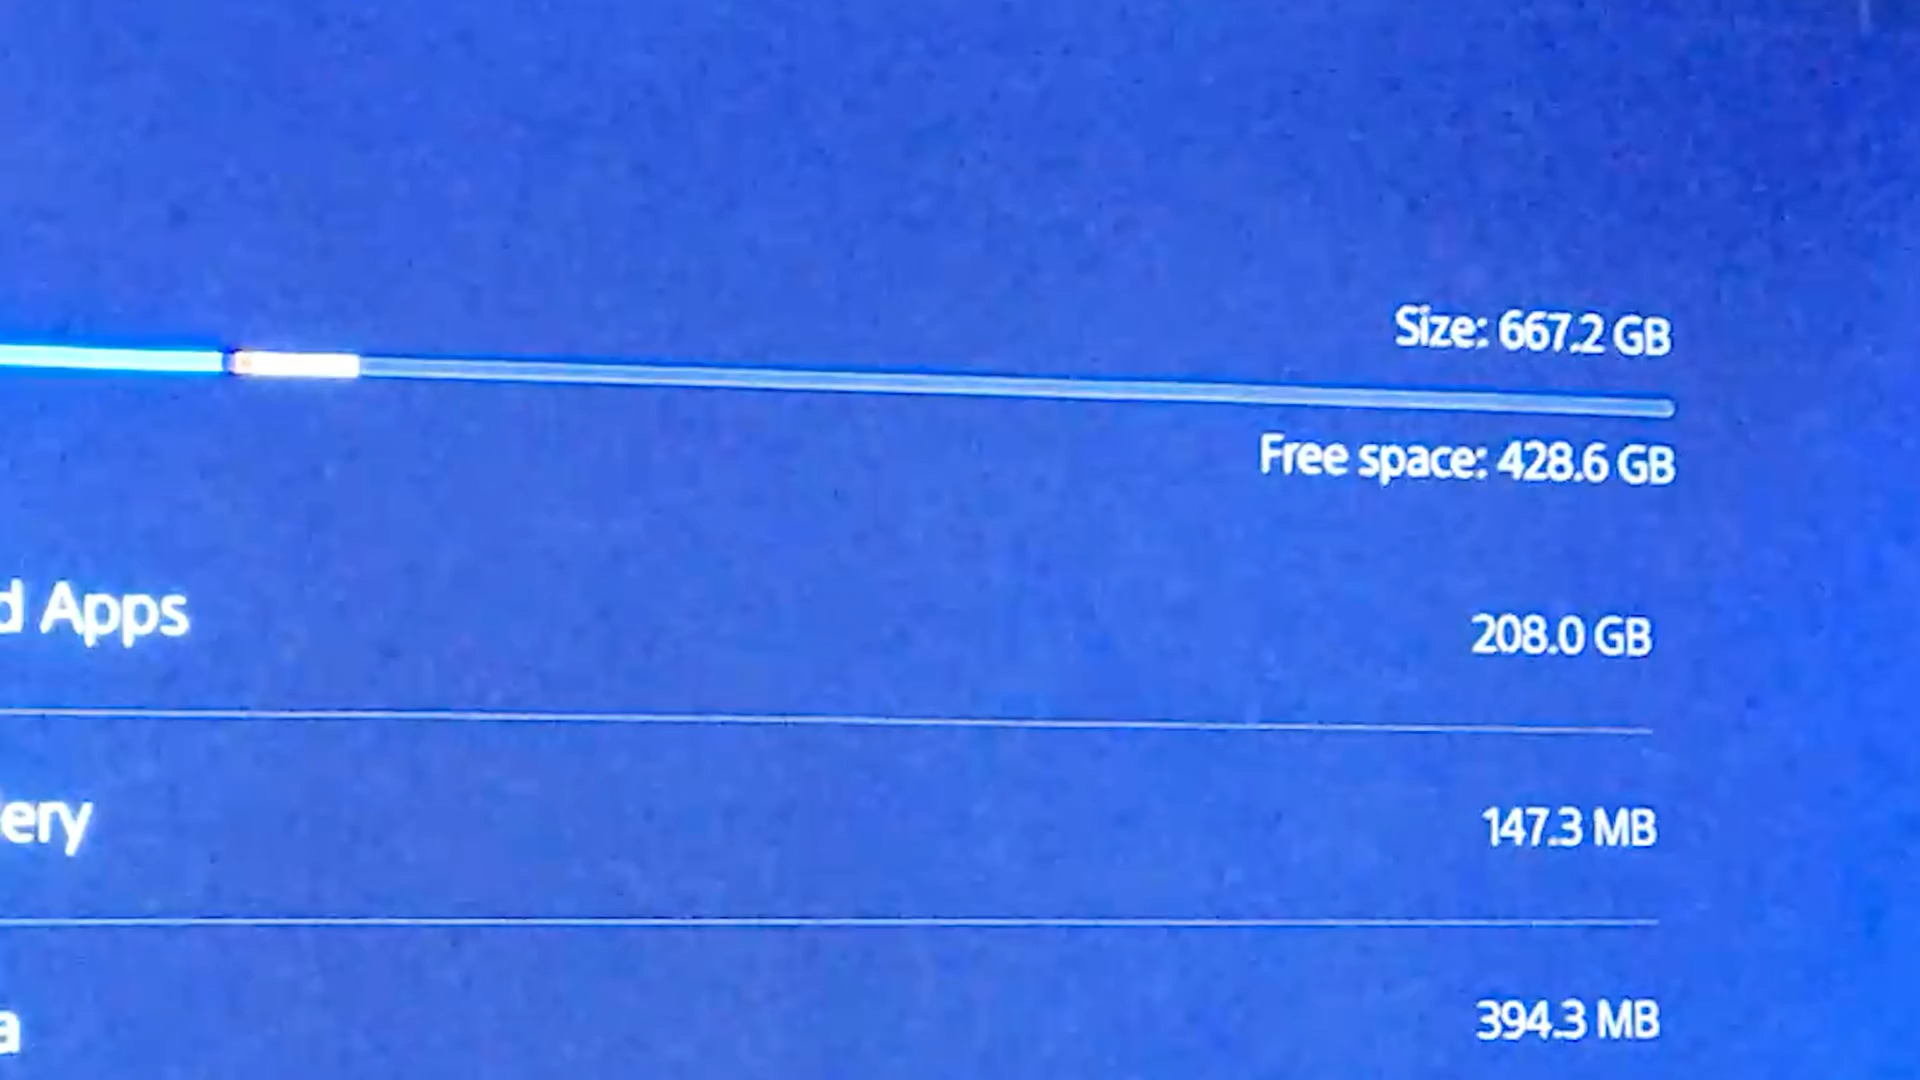 Size: 667.2 GB
Free space: 428.6 GB
d Apps
208.0 GB
ery
147.3 MB
a
394.3 MB